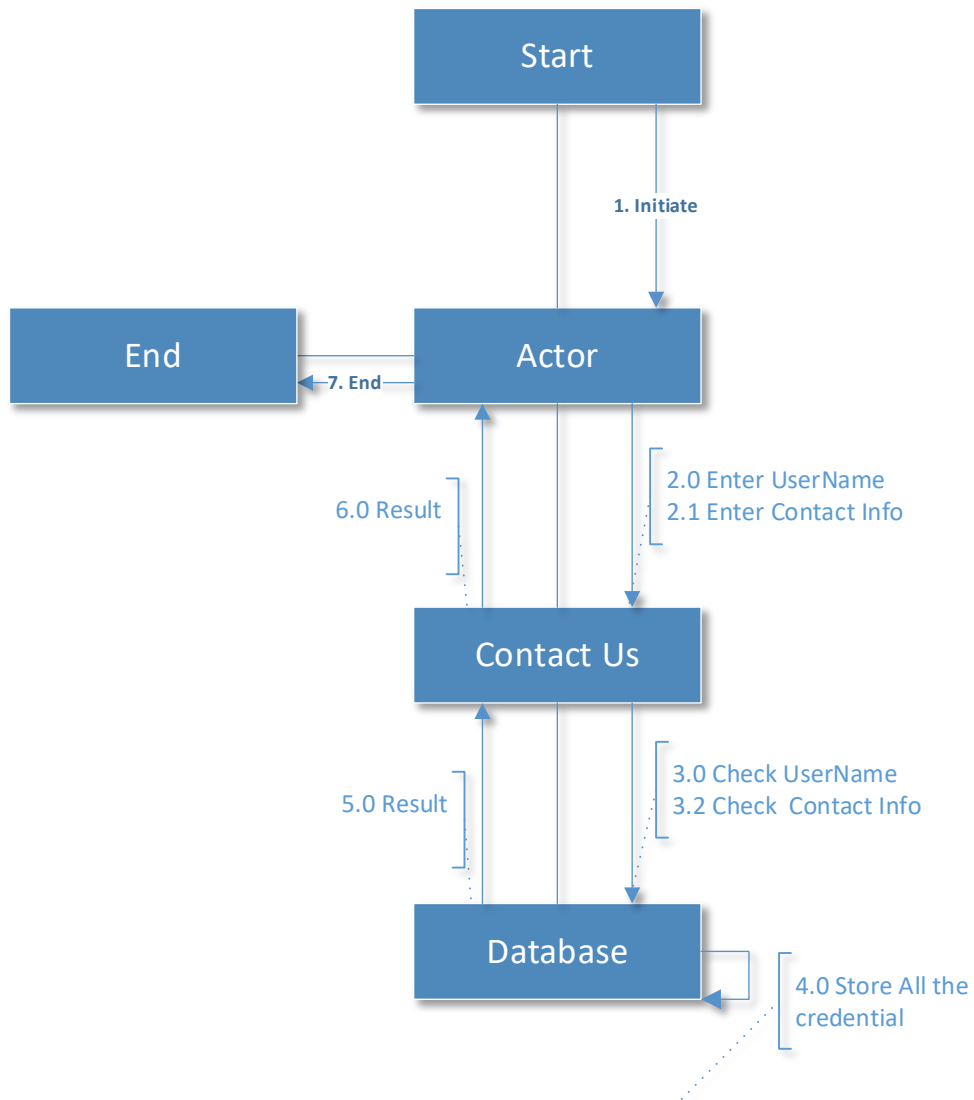 Start
1. Initiate
End
Actor
7. End
2.0 Enter UserName
2.1 Enter Contact Info
6.0 Result
Contact Us
3.0 Check UserName
3.2 Check  Contact Info
5.0 Result
Database
4.0 Store All the
credential